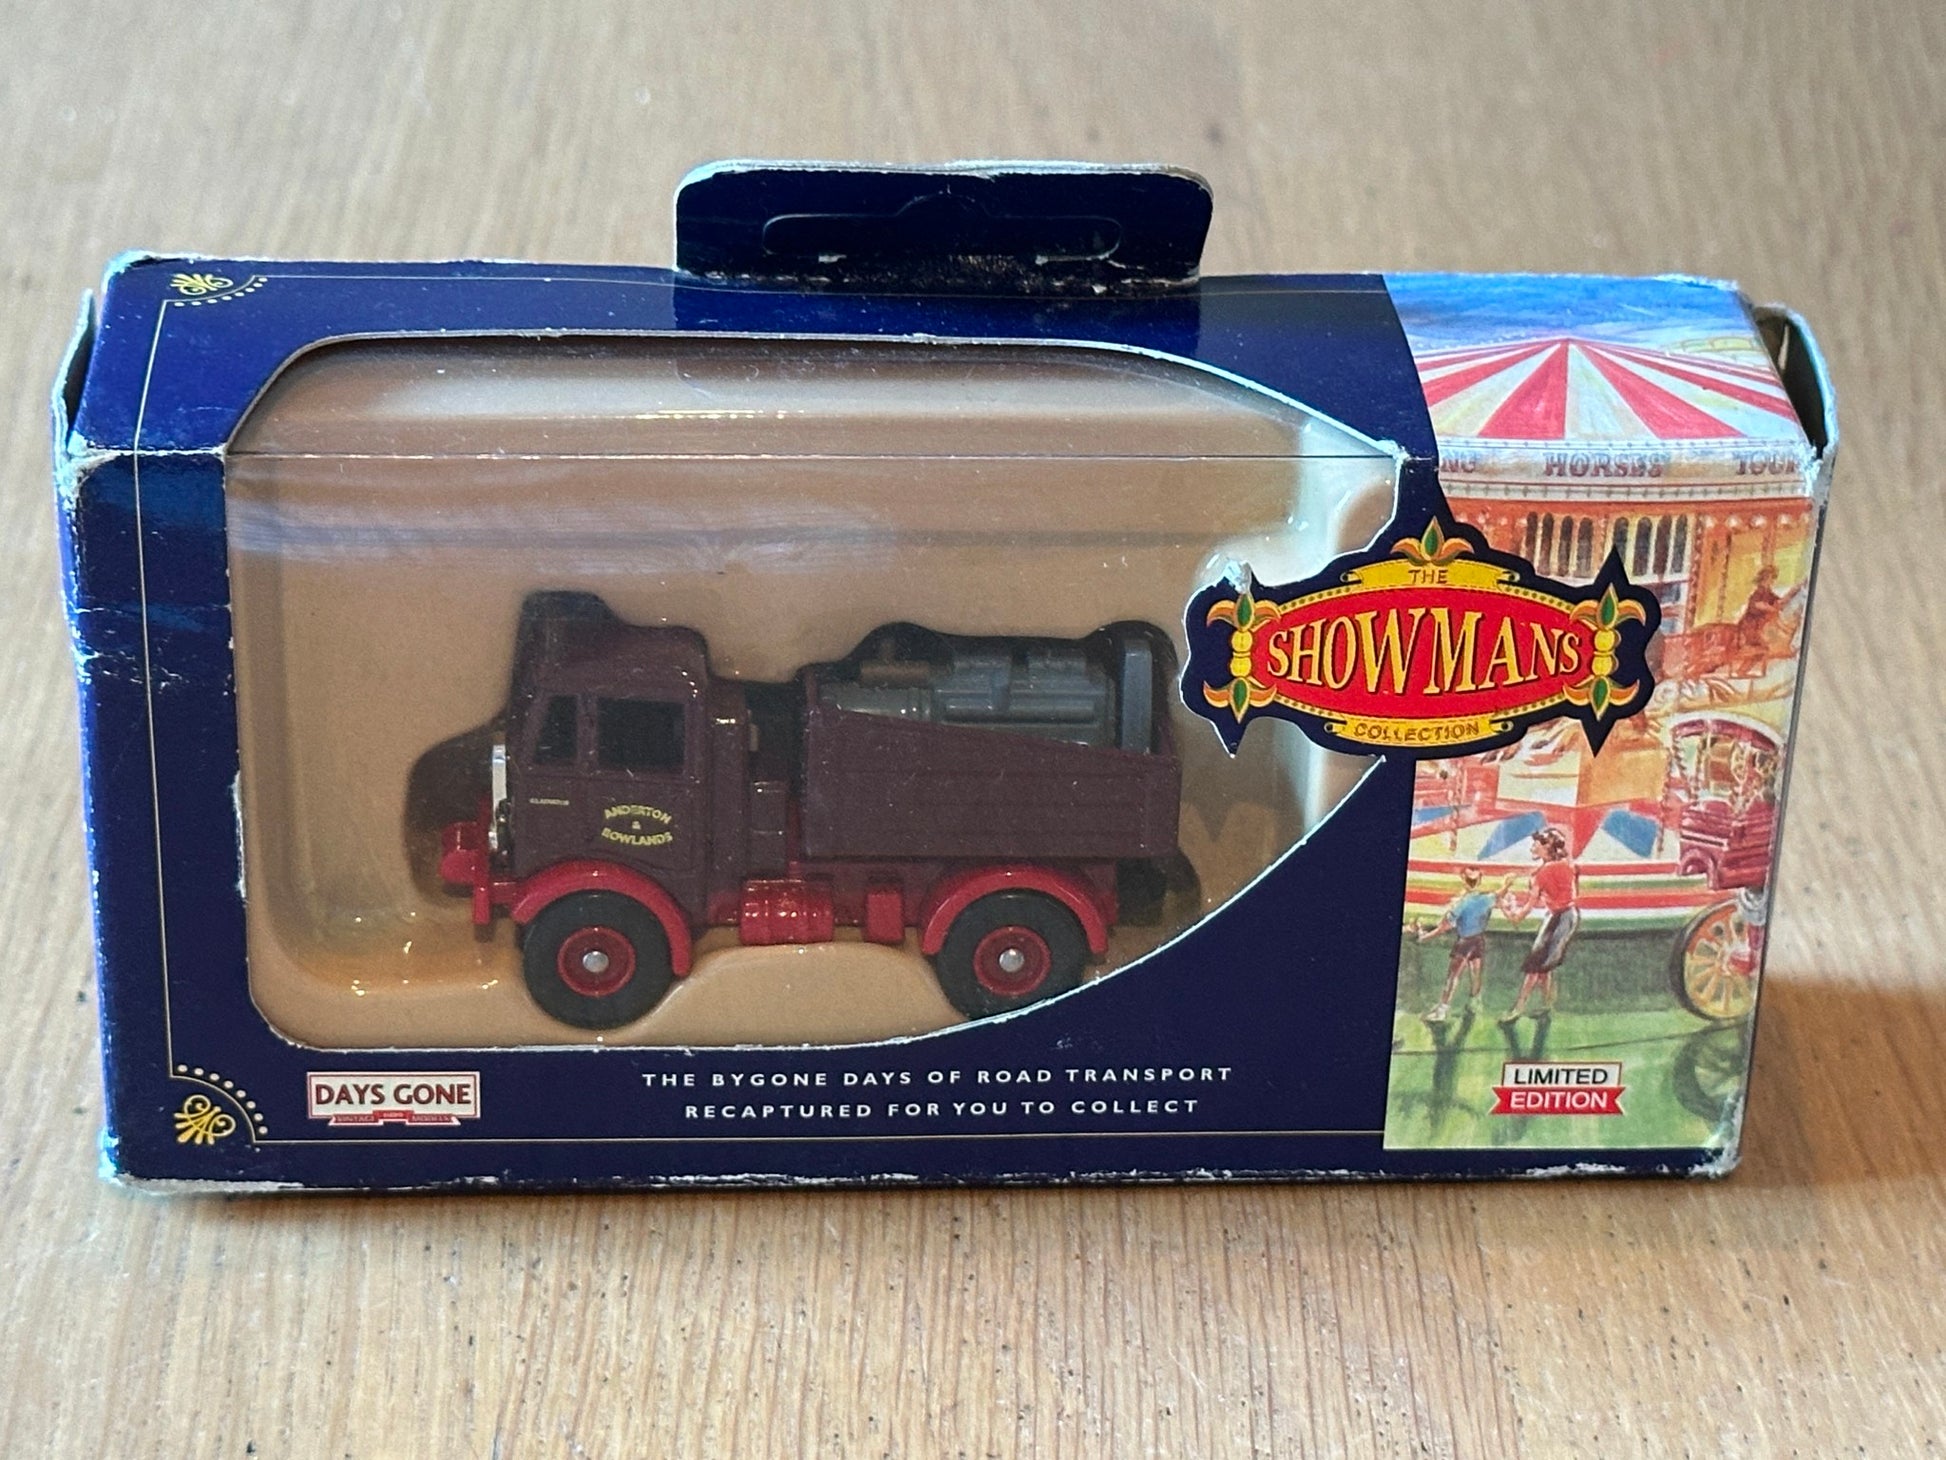 HORSES
THE
SHOWMANS
COLLECTION
ANDERTON
&
ROWLANDS
DAYS GONE
THE BYGONE DAYS OF ROAD TRANSPORT
RECAPTURED FOR YOU TO COLLECT
LIMITED
EDITION